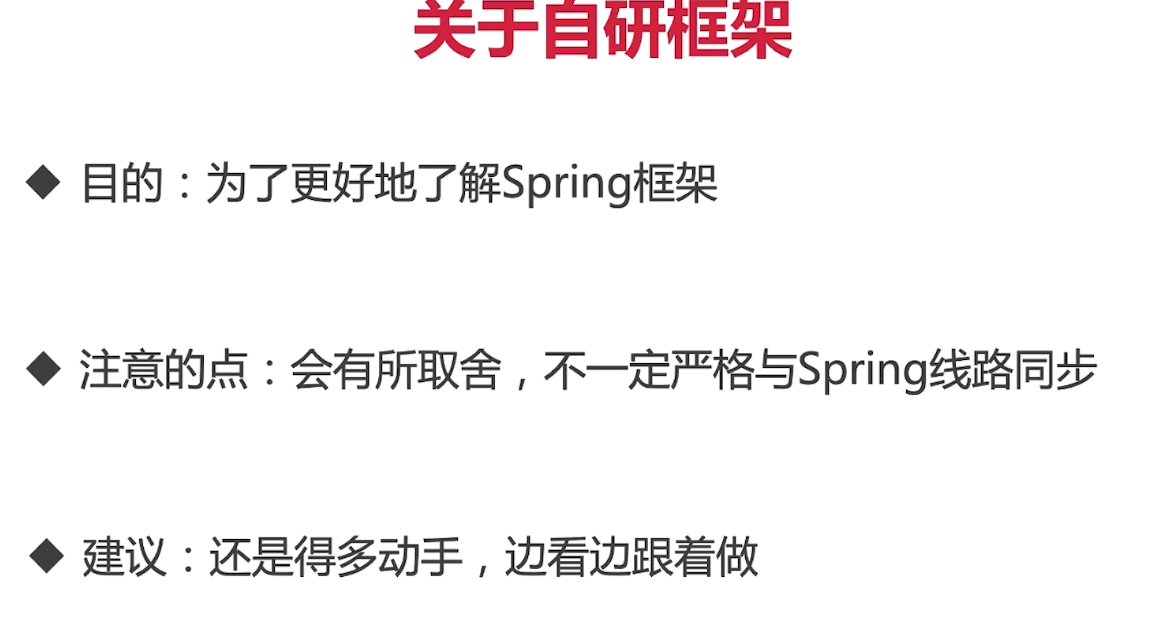 关于自研框架
◆ 目的：为了更好地了解Spring框架
◆ 注意的点：会有所取舍，不一定严格与Spring线路同步
◆ 建议：还是得多动手，边看边跟着做